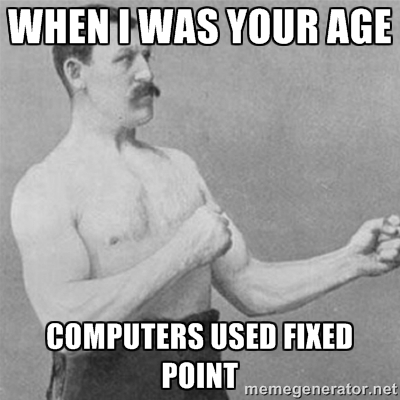 WHEN I WAS YOUR AGE
COMPUTERS USED FIXED
POINT
memegenerator.net